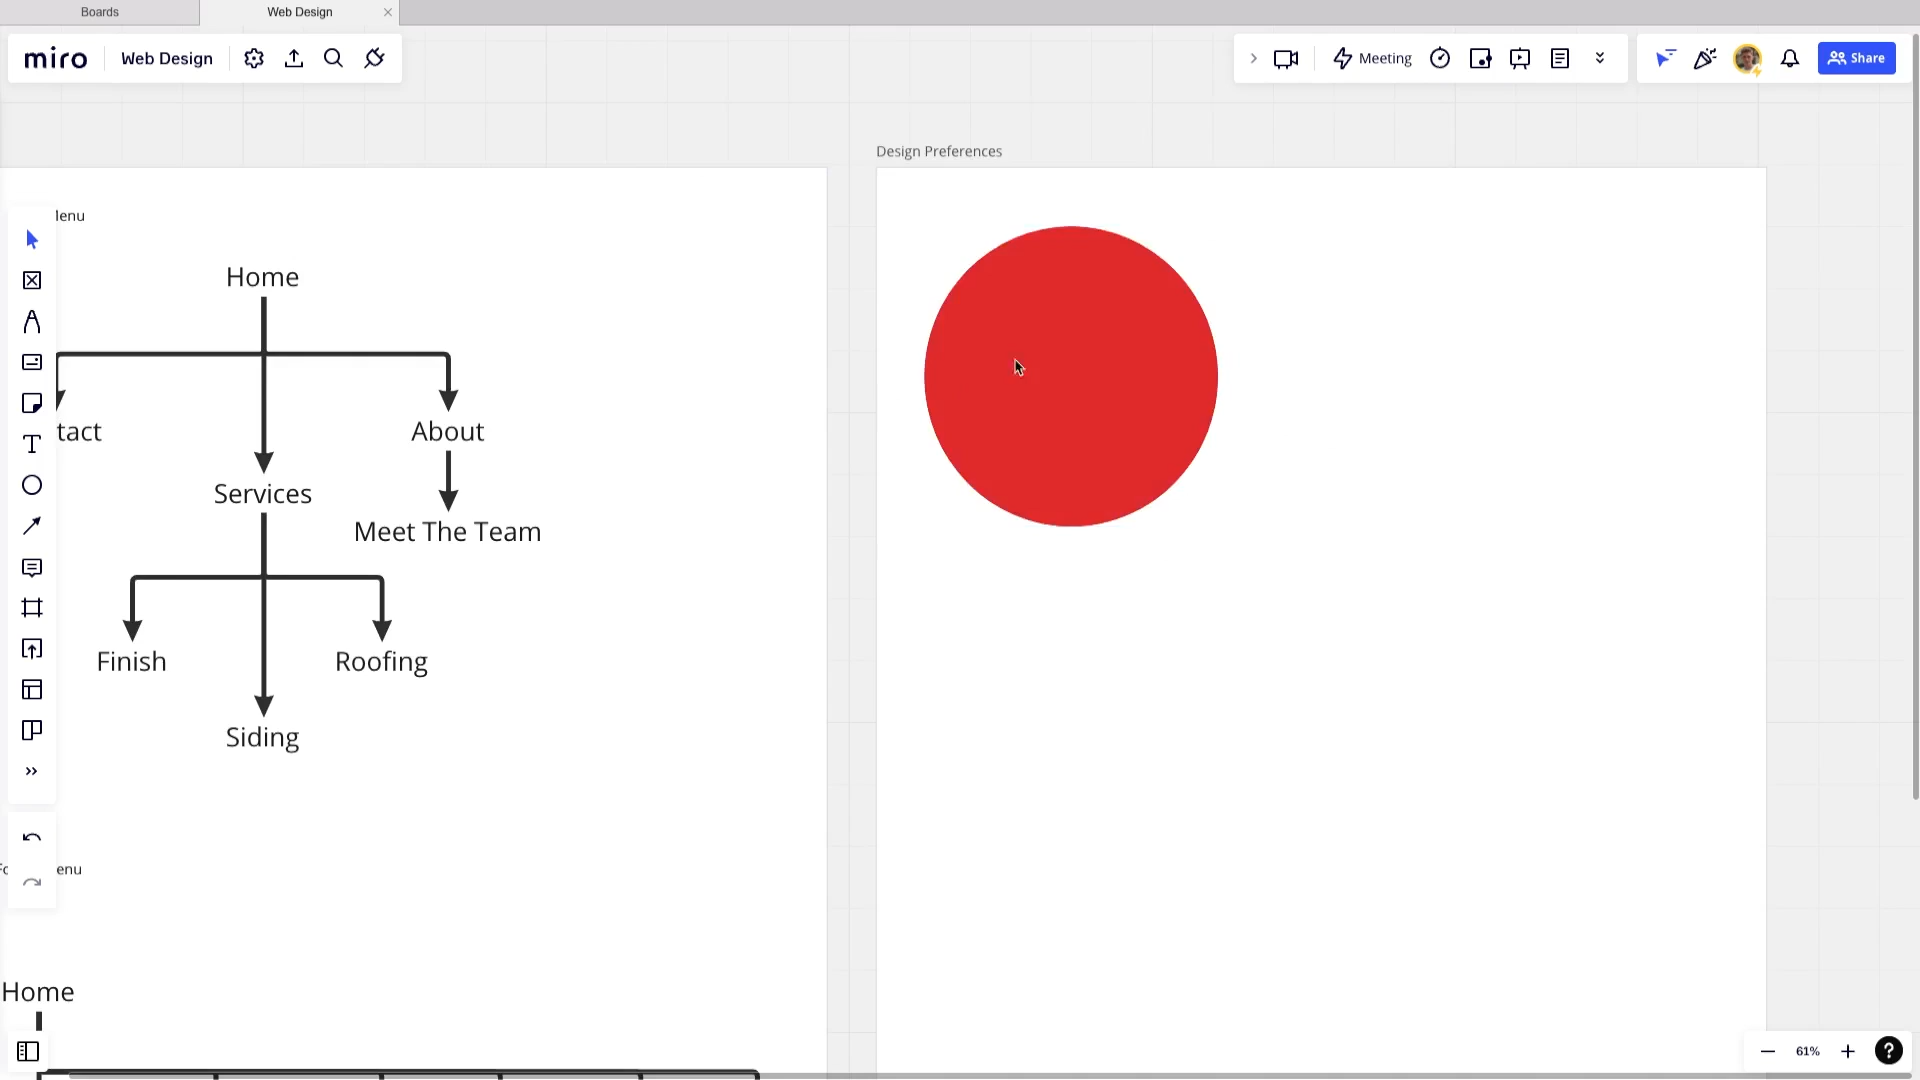 Boards
Web Design
miro
Web Design
Meeting
Share
Design Preferences
lenu
Home
tact
About
Services
Meet The Team
Finish
Roofing
Siding
Fo
enu
Home
61%
?